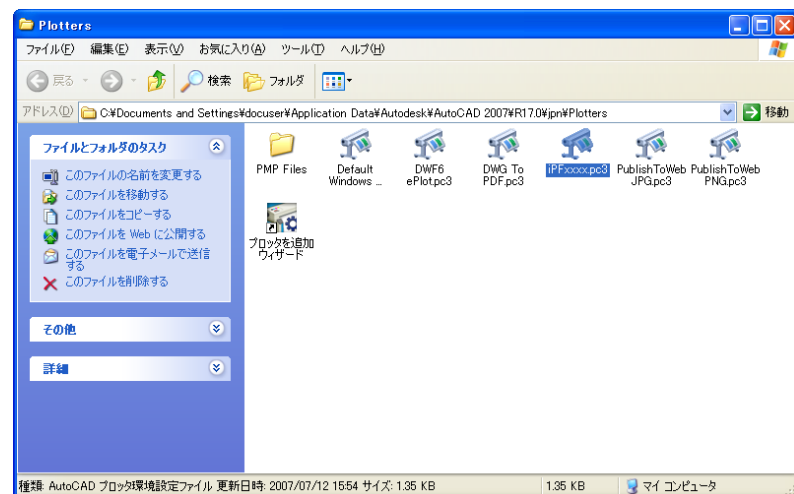 Plotters
ファイル(F) 編集(E) 表示(V) お気に入り(A) ツール(T) ヘルプ(H)
戻る 検索 フォルダ
アドレス(D) C:¥Documents and Settings¥docuser¥Application Data¥Autodesk¥AutoCAD 2007¥R17.0¥jpn¥Plotters 移動
ファイルとフォルダのタスク
このファイルの名前を変更する
このファイルを移動する
このファイルをコピーする
このファイルを Web に公開する
このファイルを電子メールで送信
する
このファイルを削除する
その他
詳細
PMP Files
Default
Windows ...
DWF6
ePlot.pc3
DWG To
PDF.pc3
iPFxxxx.pc3
PublishToWeb
JPG.pc3
PublishToWeb
PNG.pc3
プロッタを追加
ウィザード
種類: AutoCAD プロッタ環境設定ファイル 更新日時: 2007/07/12 15:54 サイズ: 1.35 KB 1.35 KB マイ コンピュータ